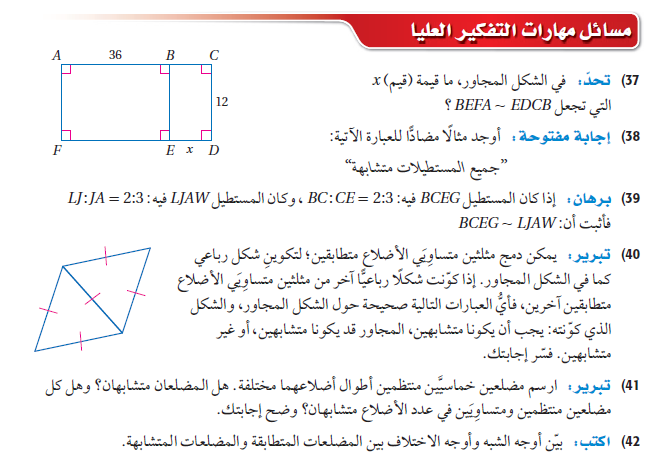 مسائل مهارات التفكير العليا
A 36 B C
12
F E x D
37) تحدّ: في الشكل المجاور، ما قيمة (قيم) x
التي تجعل BEFA ~ EDCB ؟
38) إجابة مفتوحة: أوجد مثالًا مضادًّا للعبارة الآتية:
"جميع المستطيلات متشابهة"
39) برهان: إذا كان المستطيل BCEG فيه: BC:CE = 2:3 ، وكان المستطيل LJAW فيه: LJ:JA = 2:3
فأثبت أن: BCEG ~ LJAW
40) تبرير: يمكن دمج مثلثين متساويَي الأضلاع متطابقين؛ لتكوين شكل رباعي
كما في الشكل المجاور. إذا كوّنت شكلًا رباعيًّا آخر من مثلثين متساويَي الأضلاع
متطابقين آخرين، فأيُّ العبارات التالية صحيحة حول الشكل المجاور، والشكل
الذي كوّنته: يجب أن يكونا متشابهين، المجاور قد يكونا متشابهين، أو غير
متشابهين. فسّر إجابتك.
41) تبرير: ارسم مضلعين خماسيَّين منتظمين أطوال أضلاعهما مختلفة. هل المضلعان متشابهان؟ وهل كل
مضلعين منتظمين ومتساويَين في عدد الأضلاع متشابهان؟ وضح إجابتك.
42) اكتب: بيّن أوجه الشبه وأوجه الاختلاف بين المضلعات المتطابقة والمضلعات المتشابهة.